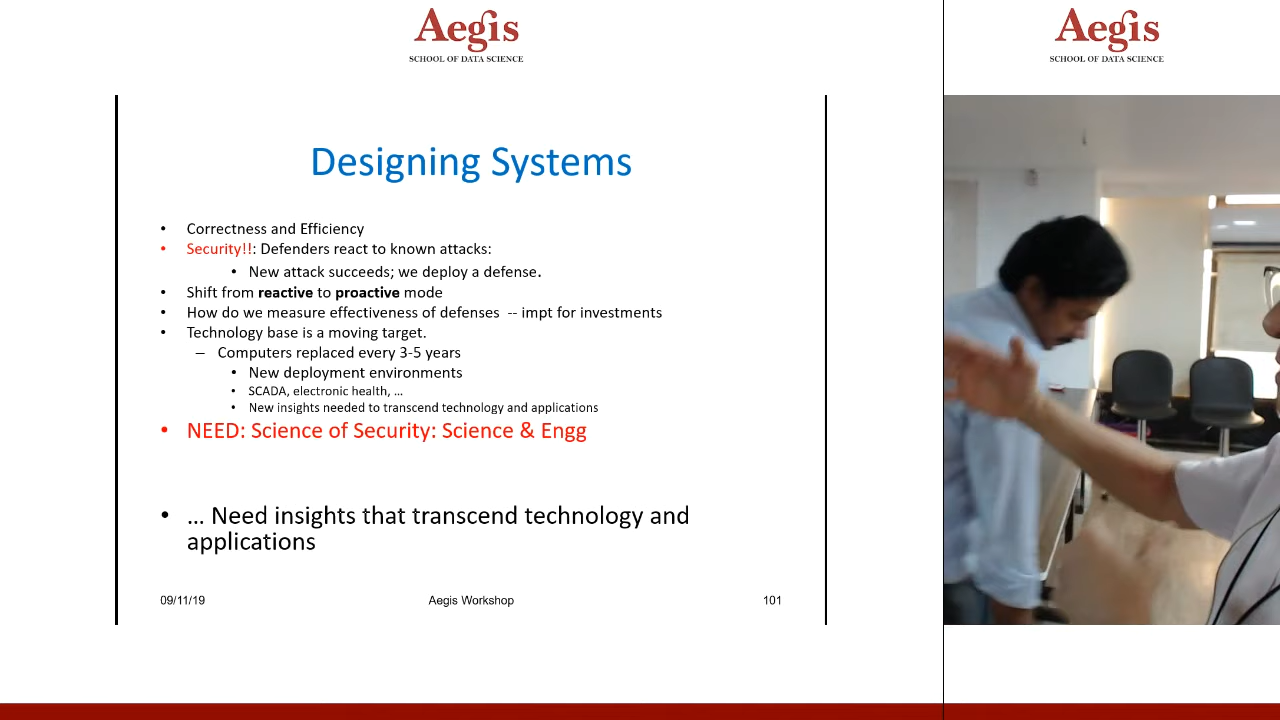 Aegis
SCHOOL OF DATA SCIENCE
Aegis
SCHOOL OF DATA SCIENCE
Designing Systems
• Correctness and Efficiency
• Security!!: Defenders react to known attacks:
• New attack succeeds; we deploy a defense.
• Shift from reactive to proactive mode
• How do we measure effectiveness of defenses -- impt for investments
• Technology base is a moving target.
– Computers replaced every 3-5 years
• New deployment environments
• SCADA, electronic health, …
• New insights needed to transcend technology and applications
• NEED: Science of Security: Science & Engg
• … Need insights that transcend technology and
applications
09/11/19
Aegis Workshop
101